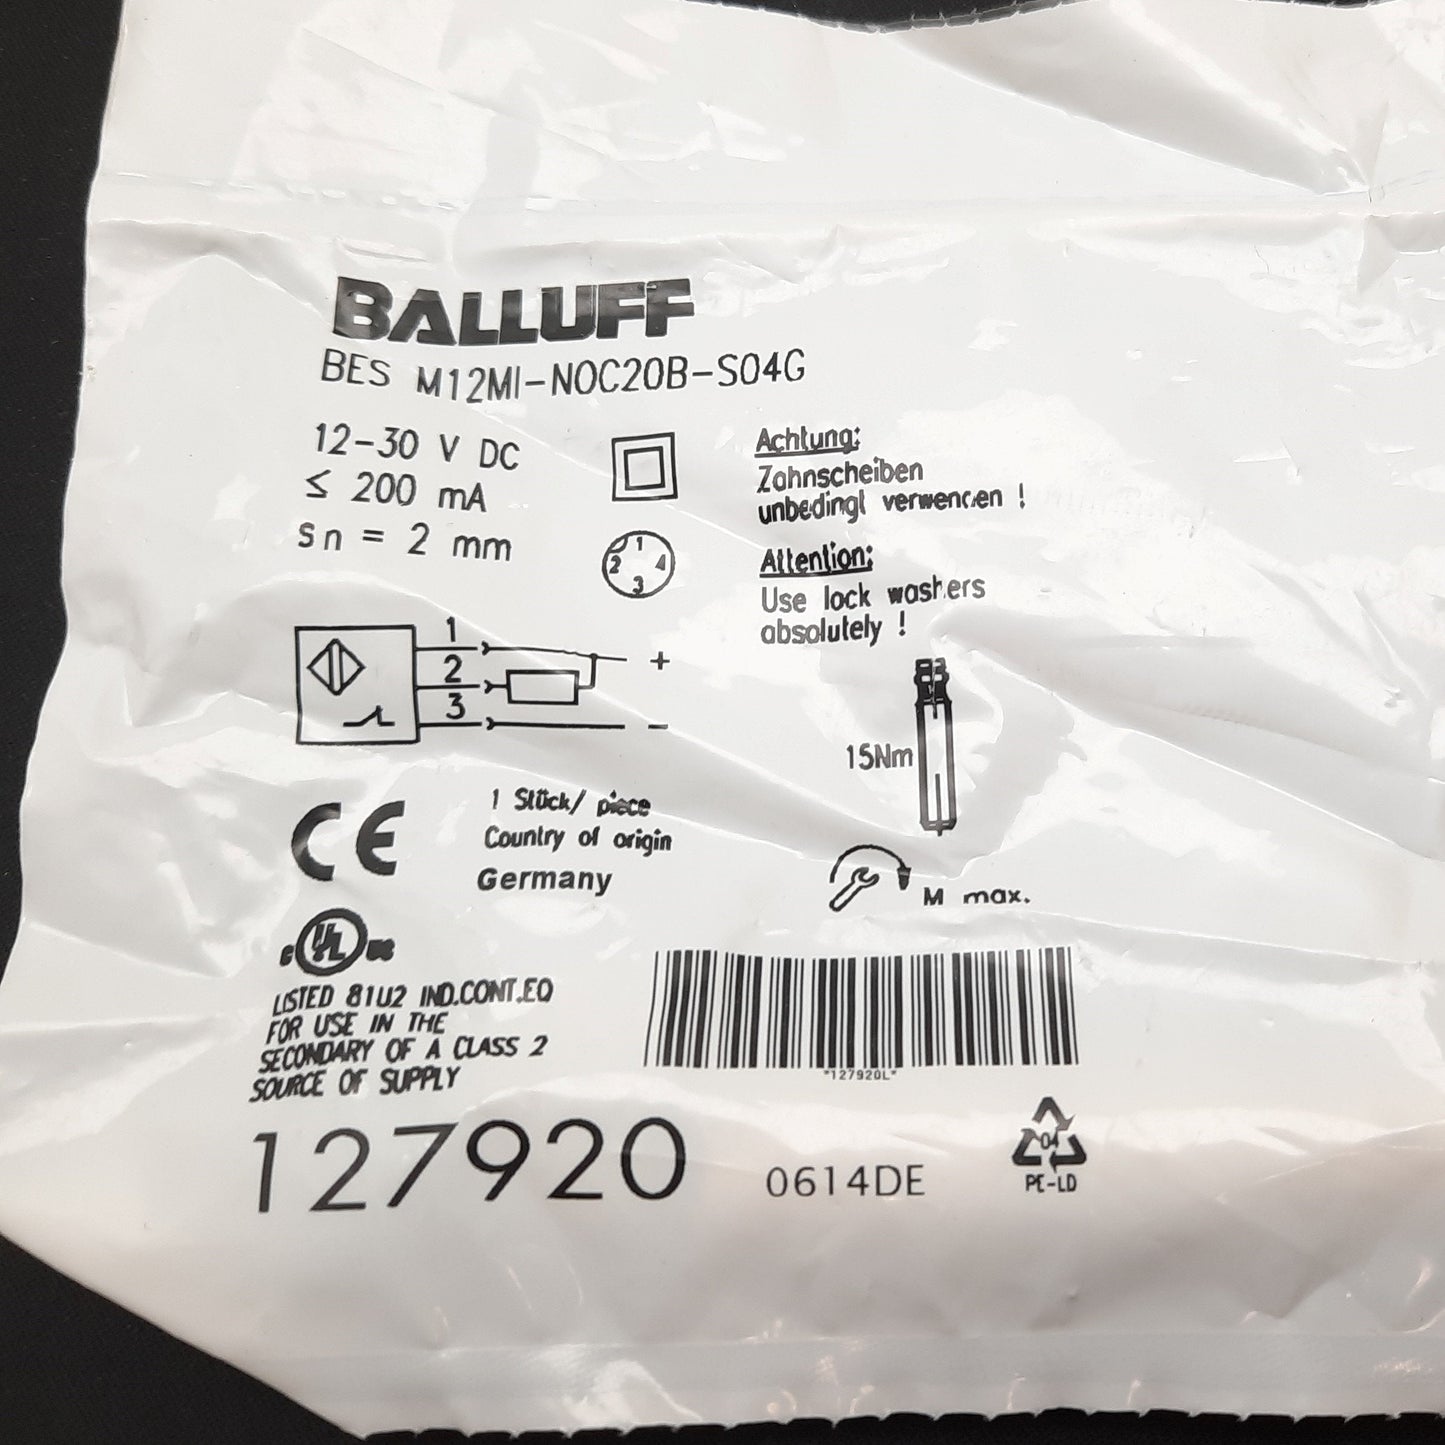 BALLUFF
BES M12MI-NOC20B-S04G
12-30 V DC
≤ 200 mA
sn = 2 mm
1
2
4
3
Achtung:
Zahnscheiben
unbedingt verwenden !
Attention:
Use lock washers
absolutely !
1
2
3
+
-
15Nm
M max.
CE
1 Stück/ piece
Country of origin
Germany
c UL us
LISTED 81U2 IND.CONT.EQ
FOR USE IN THE
SECONDARY OF A CLASS 2
SOURCE OF SUPPLY
*127920L*
127920
0614DE
04
PE-LD